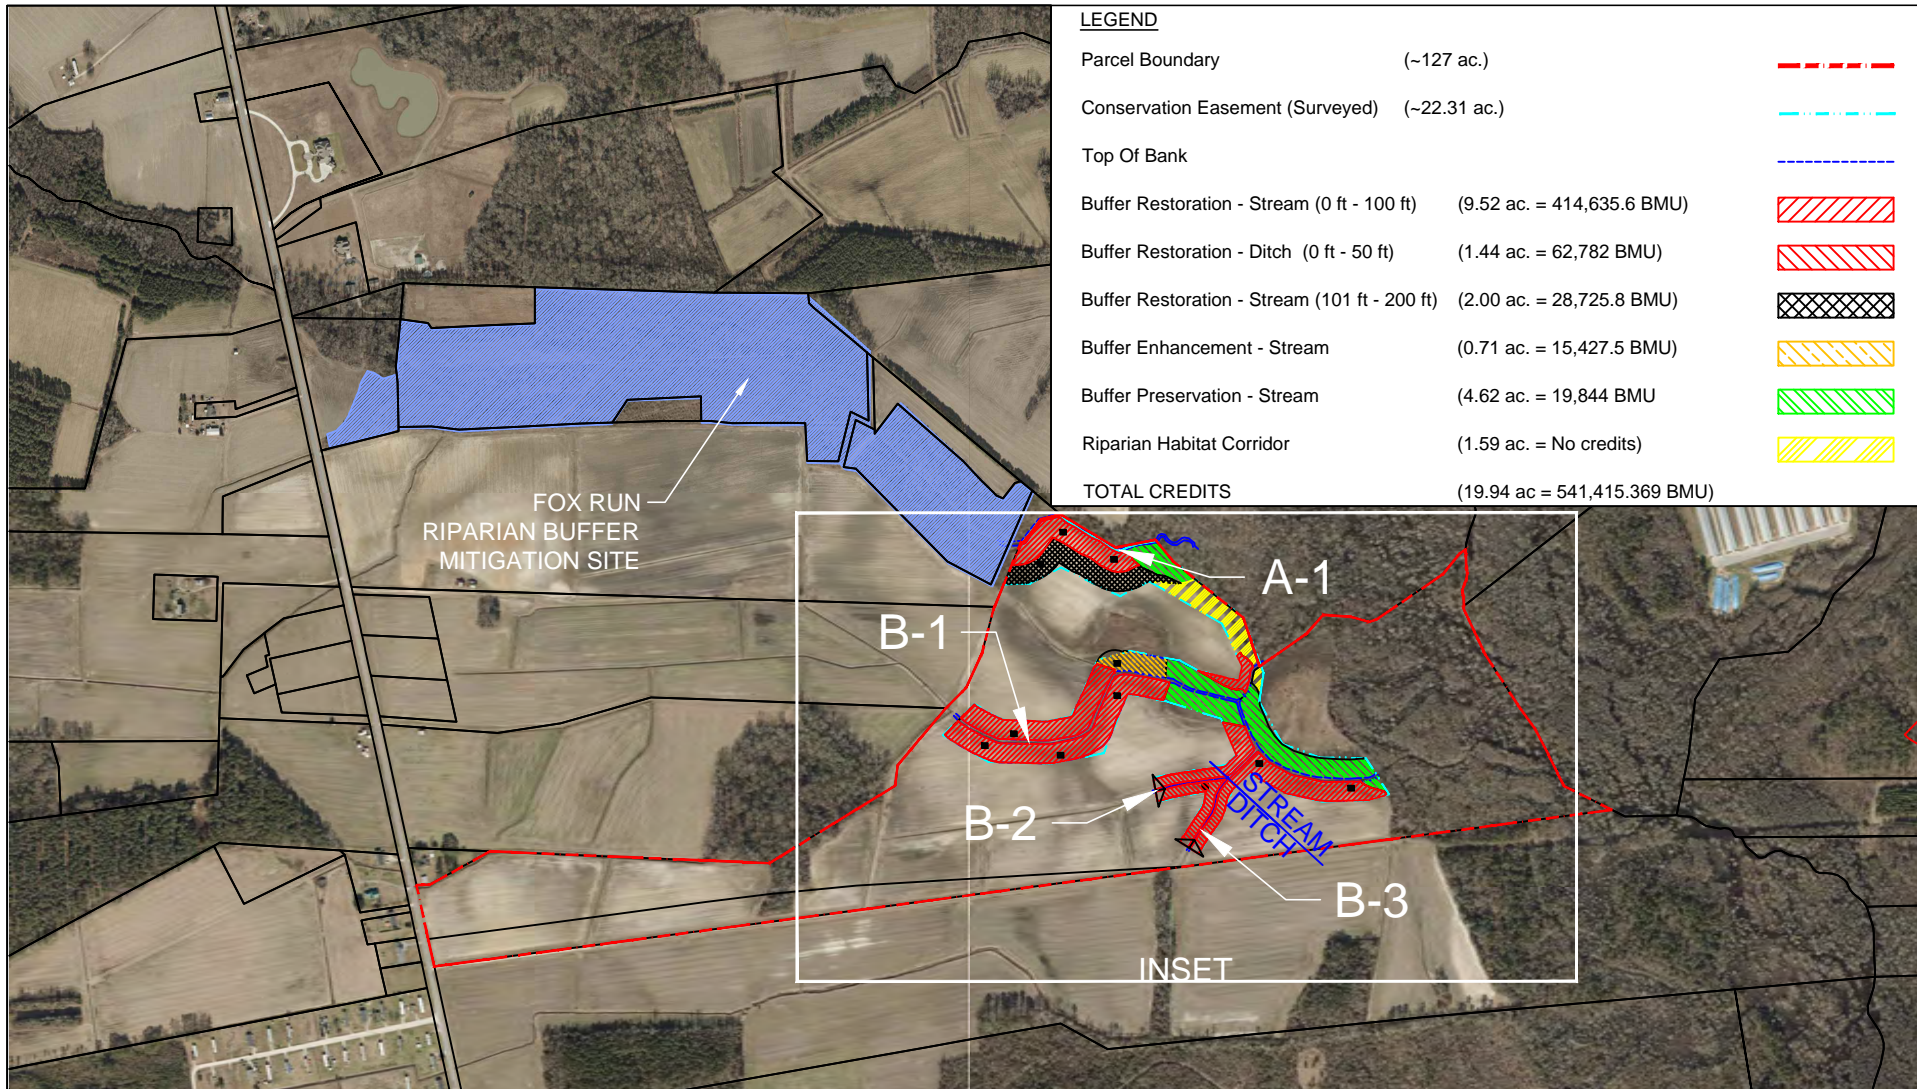 LEGEND
Parcel Boundary (~127 ac.)
Conservation Easement (Surveyed) (~22.31 ac.)
Top Of Bank
Buffer Restoration - Stream (0 ft - 100 ft) (9.52 ac. = 414,635.6 BMU)
Buffer Restoration - Ditch (0 ft - 50 ft) (1.44 ac. = 62,782 BMU)
Buffer Restoration - Stream (101 ft - 200 ft) (2.00 ac. = 28,725.8 BMU)
Buffer Enhancement - Stream (0.71 ac. = 15,427.5 BMU)
Buffer Preservation - Stream (4.62 ac. = 19,844 BMU
Riparian Habitat Corridor (1.59 ac. = No credits)
TOTAL CREDITS (19.94 ac = 541,415.369 BMU)
FOX RUN
RIPARIAN BUFFER
MITIGATION SITE
A-1
B-1
B-2
STREAM
DITCH
B-3
INSET